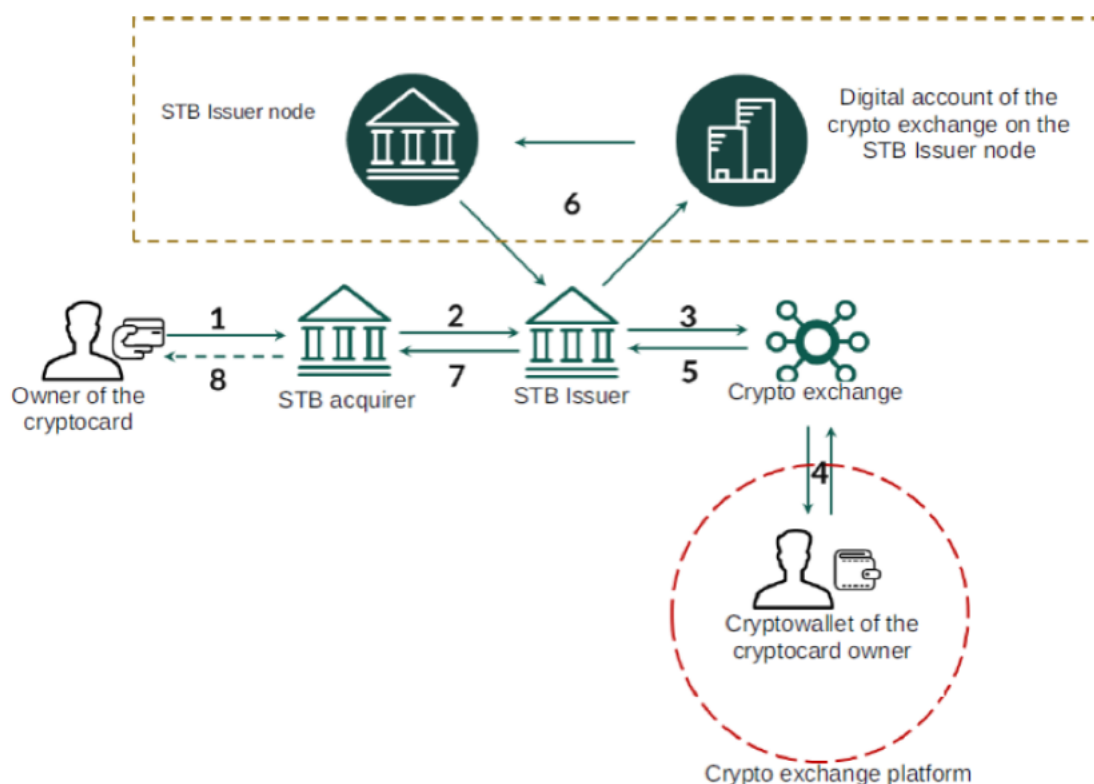 STB Issuer node
Digital account of the
crypto exchange on the
STB Issuer node
6
1
2
3
8
7
5
Owner of the
cryptocard
STB acquirer
STB Issuer
Crypto exchange
4
Cryptowallet of the
cryptocard owner
Crypto exchange platform